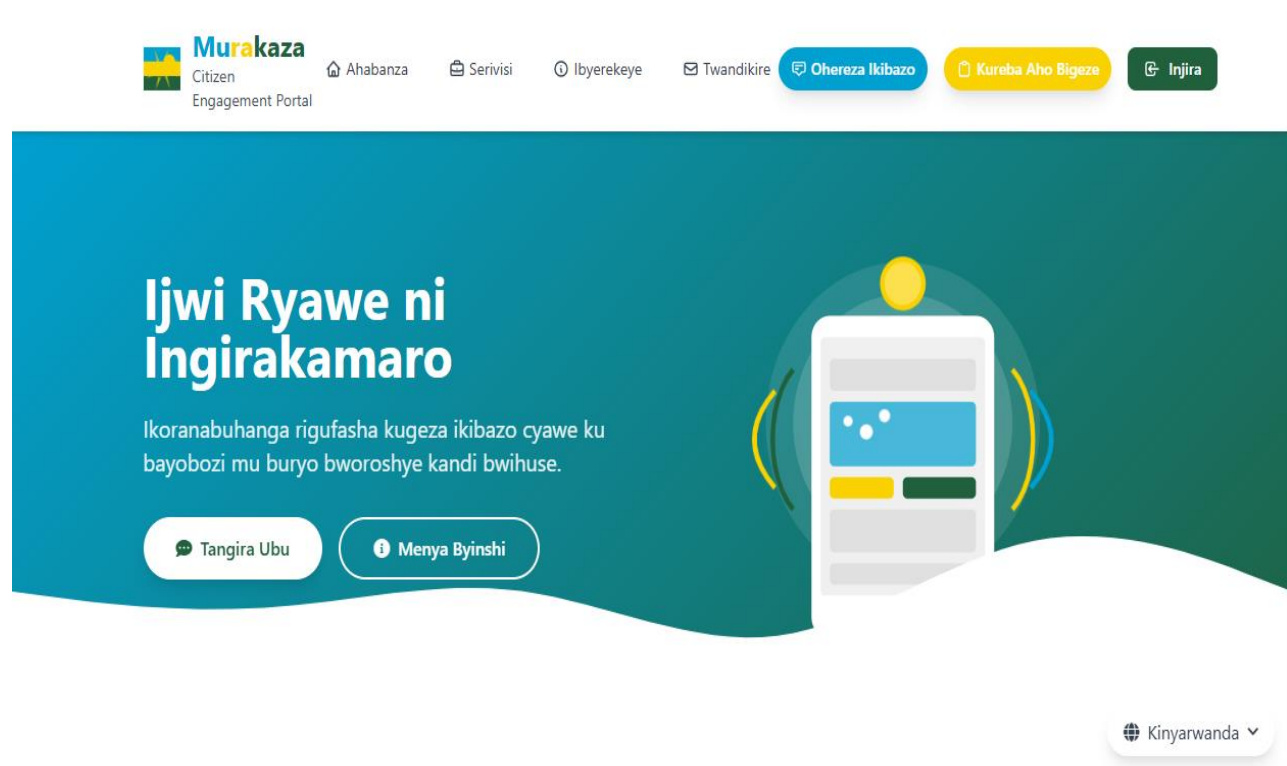 Murakaza
Citizen
Engagement Portal
Ahabanza
Serivisi
Ibyerekeye
Twandikire
Ohereza Ikibazo
Kureba Aho Bigeze
Injira
Ijwi Ryawe ni
Ingirakamaro
Ikoranabuhanga rigufasha kugeza ikibazo cyawe ku
bayobozi mu buryo bworoshye kandi bwihuse.
Tangira Ubu
Menya Byinshi
Kinyarwanda